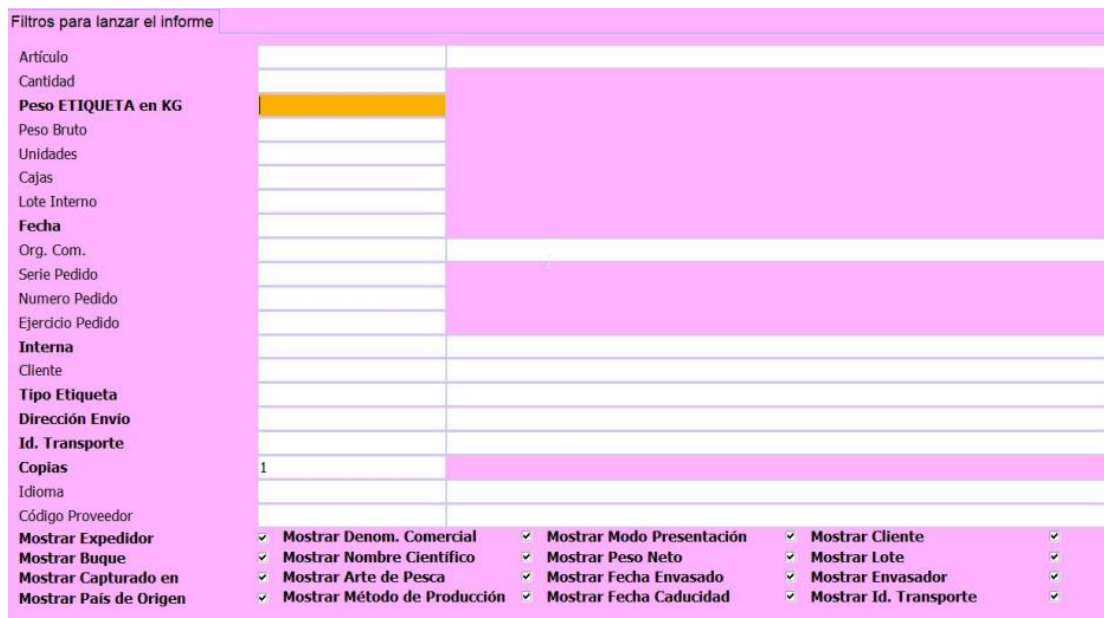 Filtros para lanzar el informe
Artículo
Cantidad
Peso ETIQUETA en KG
Peso Bruto
Unidades
Cajas
Lote Interno
Fecha
Org. Com.
Serie Pedido
Numero Pedido
Ejercicio Pedido
Interna
Cliente
Tipo Etiqueta
Dirección Envío
Id. Transporte
Copias 1
Idioma
Código Proveedor
Mostrar Expedidor Mostrar Denom. Comercial Mostrar Modo Presentación Mostrar Cliente
Mostrar Buque Mostrar Nombre Científico Mostrar Peso Neto Mostrar Lote
Mostrar Capturado en Mostrar Arte de Pesca Mostrar Fecha Envasado Mostrar Envasador
Mostrar País de Origen Mostrar Método de Producción Mostrar Fecha Caducidad Mostrar Id. Transporte